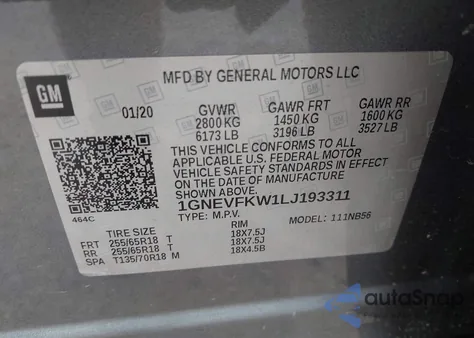 GM
MFD BY GENERAL MOTORS LLC
01/20
GVWR GAWR FRT GAWR RR
2800 KG 1450 KG 1600 KG
6173 LB 3196 LB 3527 LB
THIS VEHICLE CONFORMS TO ALL
APPLICABLE U.S. FEDERAL MOTOR
VEHICLE SAFETY STANDARDS IN EFFECT
ON THE DATE OF MANUFACTURE
SHOWN ABOVE.
464C
1GNEVFKW1LJ193311
TYPE: M.P.V. MODEL: 111NB56
TIRE SIZE RIM
FRT 255/65R18 T 18X7.5J
RR 255/65R18 T 18X7.5J
SPA T135/70R18 M 18X4.5B
autoSnap